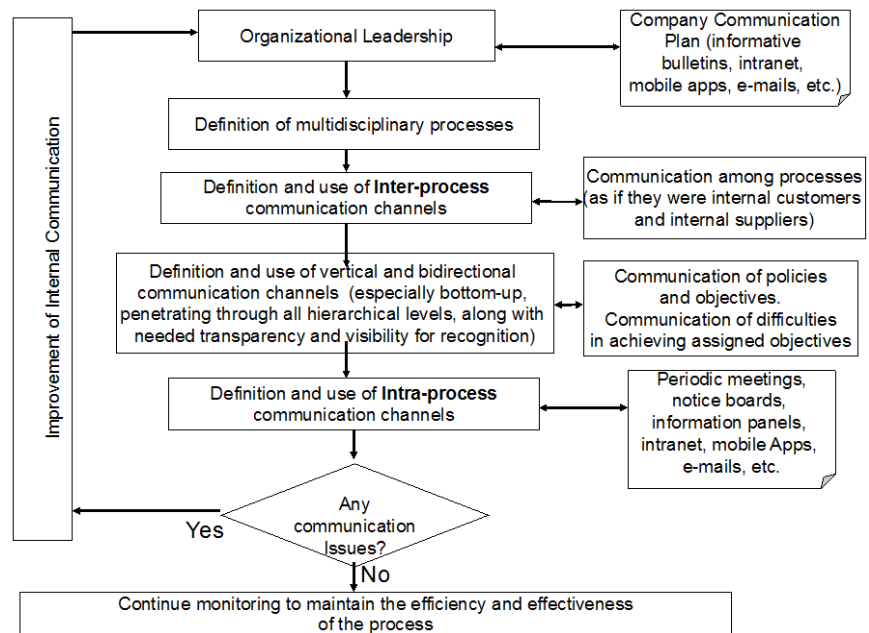 Organizational Leadership
Company Communication
Plan (informative
bulletins, intranet,
mobile apps, e-mails, etc.)
Definition of multidisciplinary processes
Definition and use of Inter-process
communication channels
Communication among processes
(as if they were internal customers
and internal suppliers)
Definition and use of vertical and bidirectional
communication channels (especially bottom-up,
penetrating through all hierarchical levels, along with
needed transparency and visibility for recognition)
Communication of policies
and objectives.
Communication of difficulties
in achieving assigned objectives
Definition and use of Intra-process
communication channels
Periodic meetings,
notice boards,
information panels,
intranet, mobile Apps,
e-mails, etc.
Improvement of Internal Communication
Any
communication
Issues?
Yes
No
Continue monitoring to maintain the efficiency and effectiveness
of the process